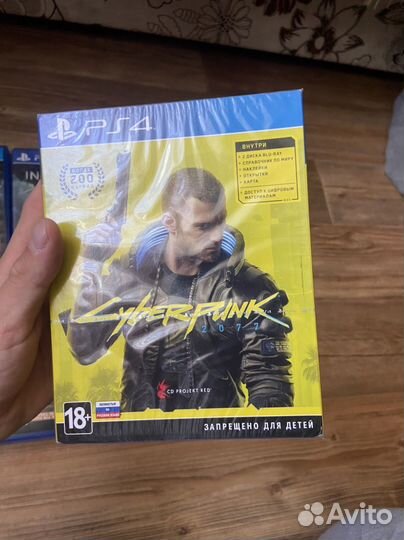 PS4
IN
ВНУТРИ
• 2 ДИСКА BLU-RAY
• СПРАВОЧНИК ПО МИРУ
• НАКЛЕЙКИ
• ОТКРЫТКИ
• КАРТА
• ДОСТУП К ЦИФРОВЫМ
МАТЕРИАЛАМ
200
CYBERPUNK
2077
CD PROJEKT RED
18+
ЗАПРЕЩЕНО ДЛЯ ДЕТЕЙ
Avito